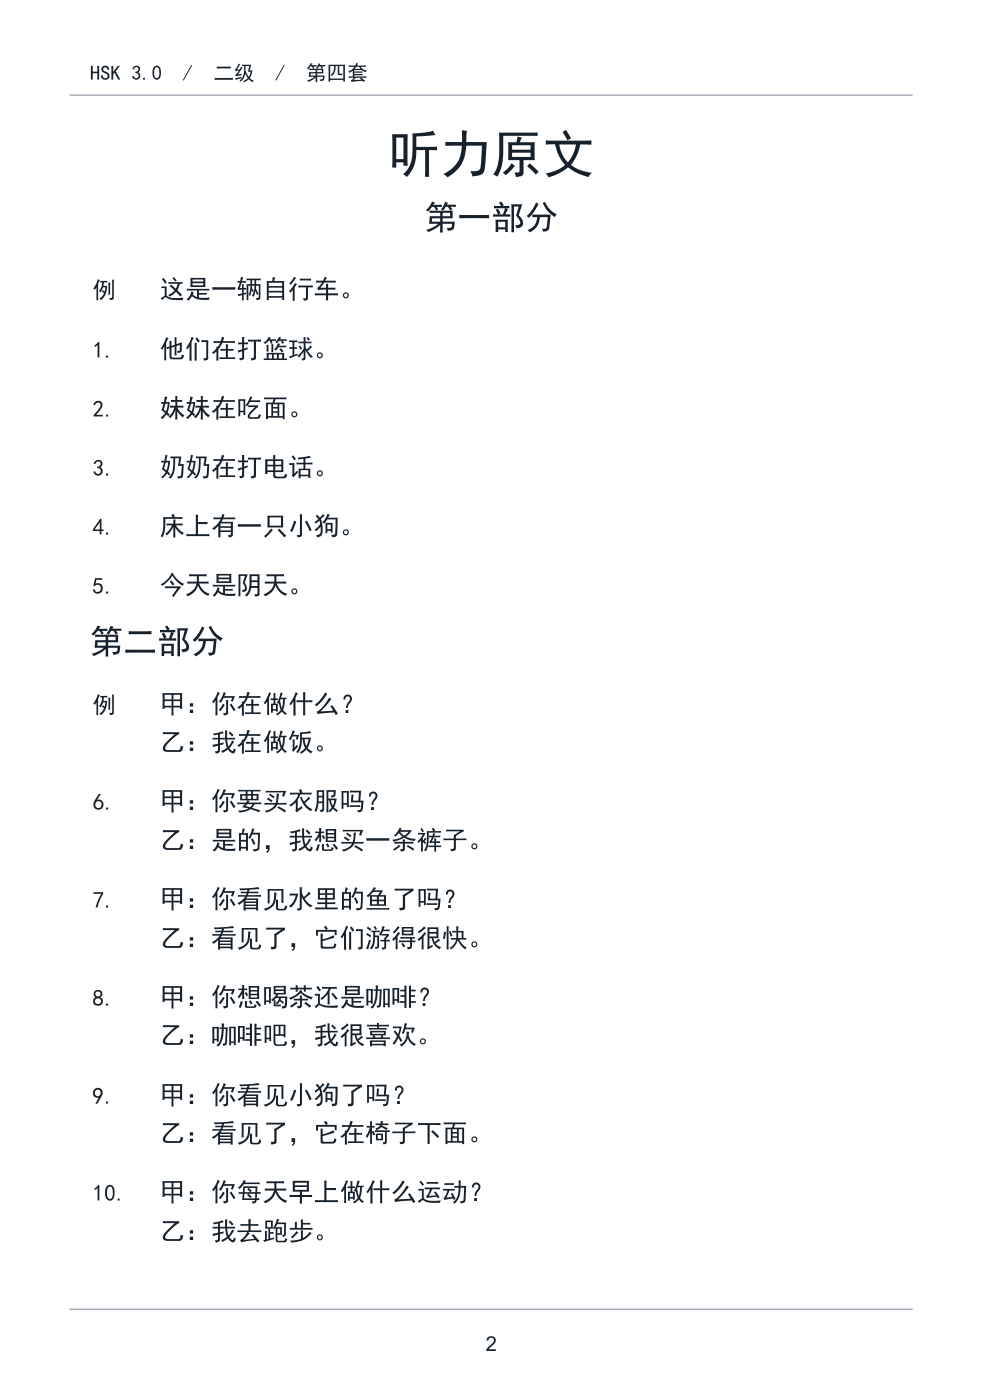 HSK 3.0 / 二级 / 第四套
听力原文
第一部分
例 这是一辆自行车。
1. 他们在打篮球。
2. 妹妹在吃面。
3. 奶奶在打电话。
4. 床上有一只小狗。
5. 今天是阴天。
第二部分
例 甲：你在做什么？
乙：我在做饭。
6. 甲：你要买衣服吗？
乙：是的，我想买一条裤子。
7. 甲：你看见水里的鱼了吗？
乙：看见了，它们游得很快。
8. 甲：你想喝茶还是咖啡？
乙：咖啡吧，我很喜欢。
9. 甲：你看见小狗了吗？
乙：看见了，它在椅子下面。
10. 甲：你每天早上做什么运动？
乙：我去跑步。
2